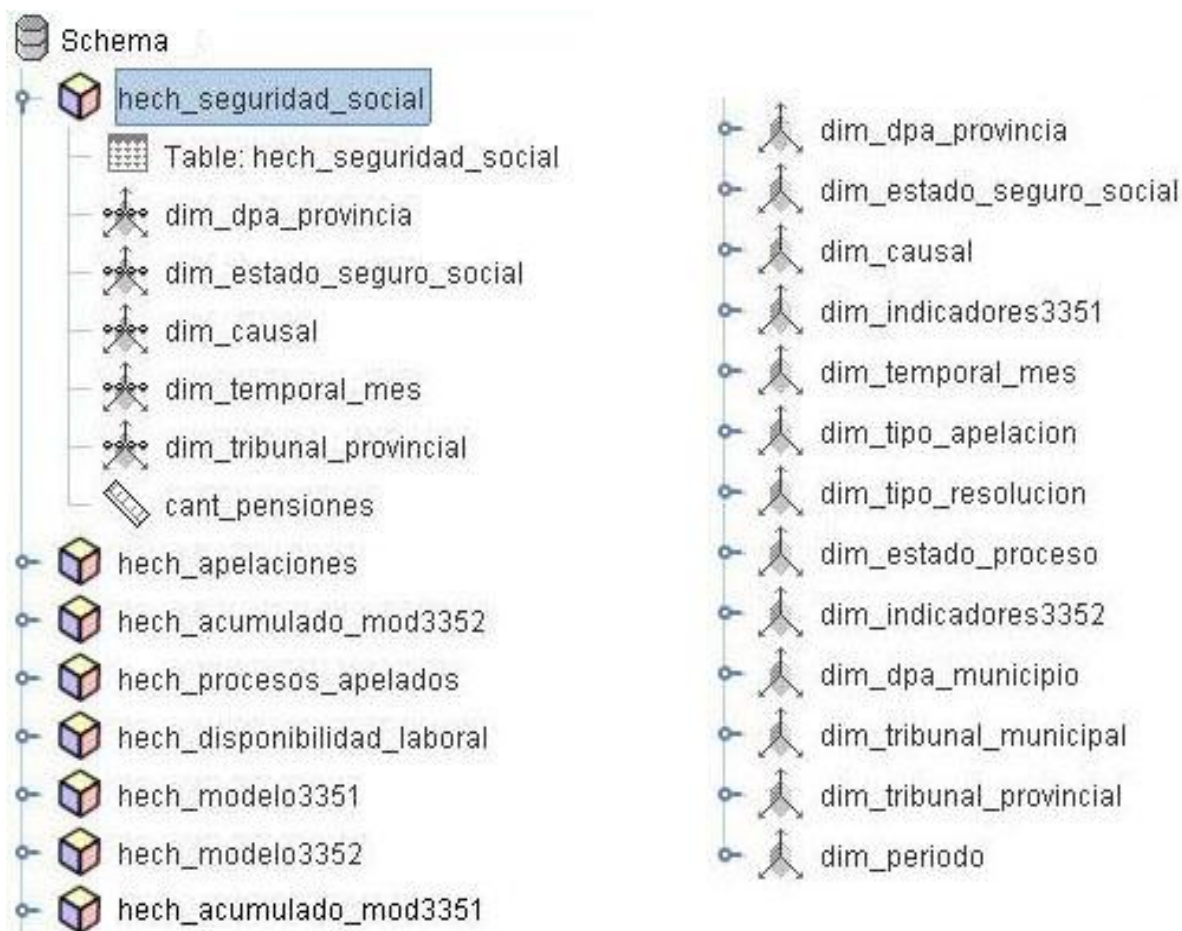 Schema
hech_seguridad_social
Table: hech_seguridad_social
dim_dpa_provincia
dim_estado_seguro_social
dim_causal
dim_temporal_mes
dim_tribunal_provincial
cant_pensiones
hech_apelaciones
hech_acumulado_mod3352
hech_procesos_apelados
hech_disponibilidad_laboral
hech_modelo3351
hech_modelo3352
hech_acumulado_mod3351
dim_dpa_provincia
dim_estado_seguro_social
dim_causal
dim_indicadores3351
dim_temporal_mes
dim_tipo_apelacion
dim_tipo_resolucion
dim_estado_proceso
dim_indicadores3352
dim_dpa_municipio
dim_tribunal_municipal
dim_tribunal_provincial
dim_periodo